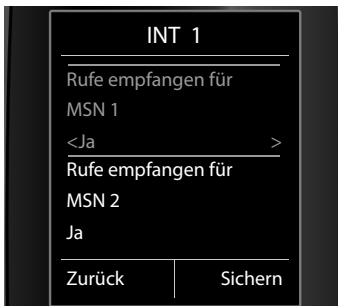 INT 1
Rufe empfangen für
MSN 1
<Ja >
Rufe empfangen für
MSN 2
Ja
Zurück Sichern